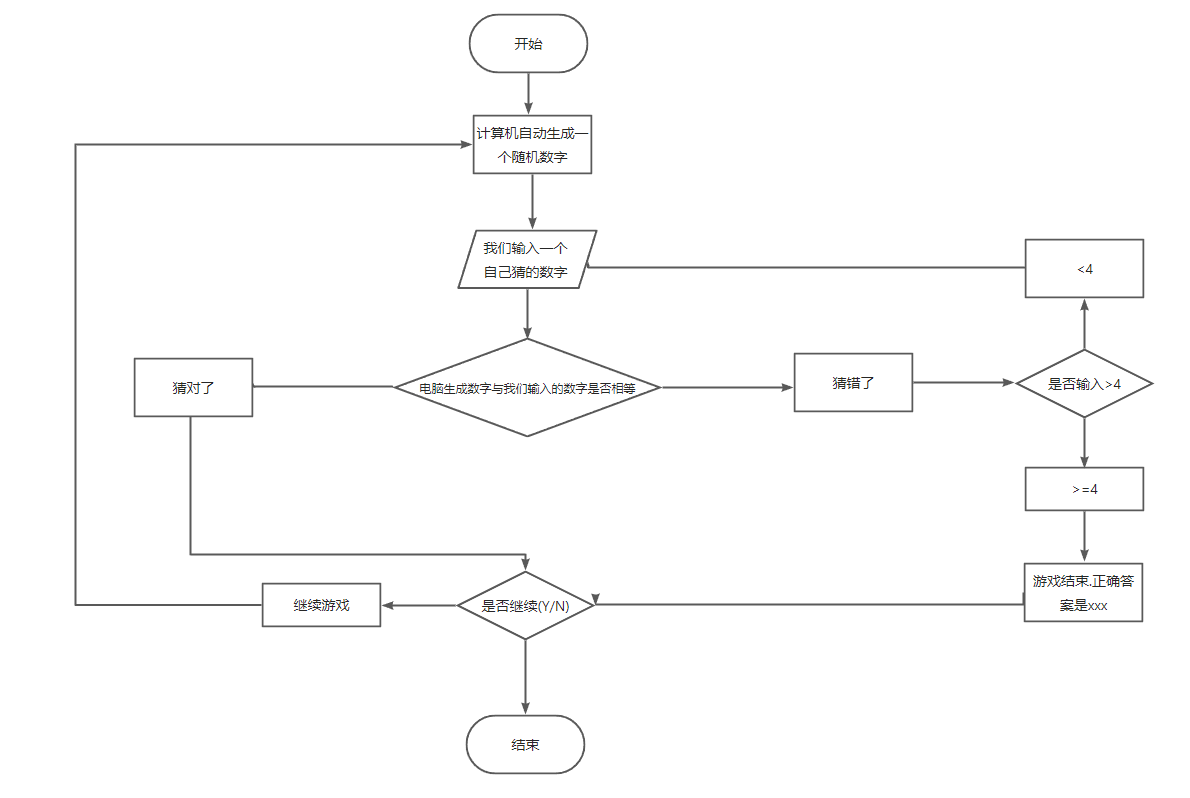 开始
计算机自动生成一
个随机数字
我们输入一个
自己猜的数字
<4
猜对了
电脑生成数字与我们输入的数字是否相等
猜错了
是否输入>4
>=4
游戏结束.正确答
案是xxx
继续游戏
是否继续(Y/N)
结束